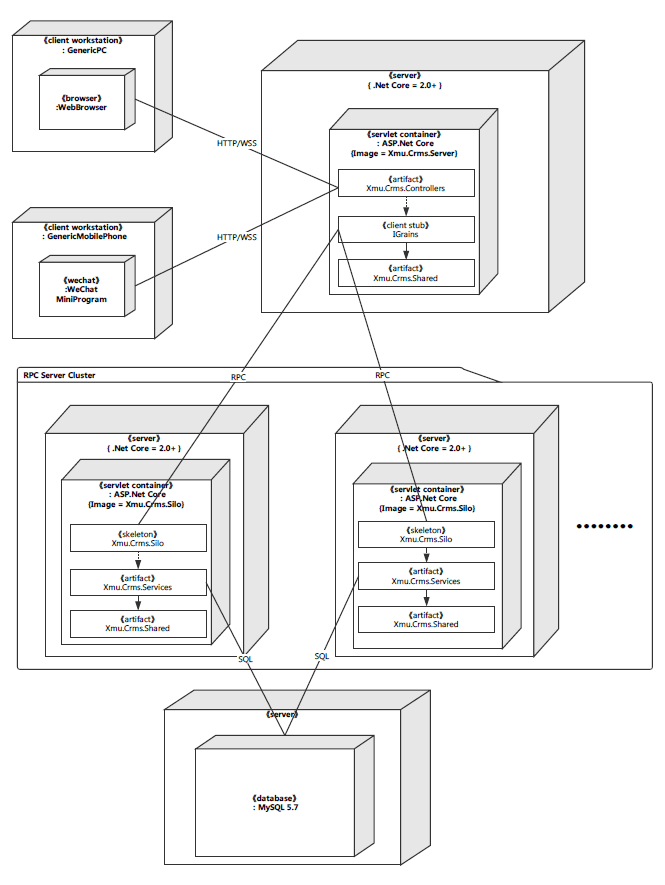 《client workstation》
: GenericPC
《browser》
:WebBrowser
HTTP/WSS
《server》
{ .Net Core = 2.0+ }
《servlet container》
: ASP.Net Core
{Image = Xmu.Crms.Server}
《artifact》
Xmu.Crms.Controllers
《client stub》
IGrains
《artifact》
Xmu.Crms.Shared
《client workstation》
: GenericMobilePhone
《wechat》
:WeChat
MiniProgram
HTTP/WSS
RPC
RPC
RPC Server Cluster
《server》
{ .Net Core = 2.0+ }
《servlet container》
: ASP.Net Core
{Image = Xmu.Crms.Silo}
《skeleton》
Xmu.Crms.Silo
《artifact》
Xmu.Crms.Services
《artifact》
Xmu.Crms.Shared
《server》
{ .Net Core = 2.0+ }
《servlet container》
: ASP.Net Core
{Image = Xmu.Crms.Silo}
《skeleton》
Xmu.Crms.Silo
《artifact》
Xmu.Crms.Services
《artifact》
Xmu.Crms.Shared
SQL
SQL
《server》
《database》
: MySQL 5.7